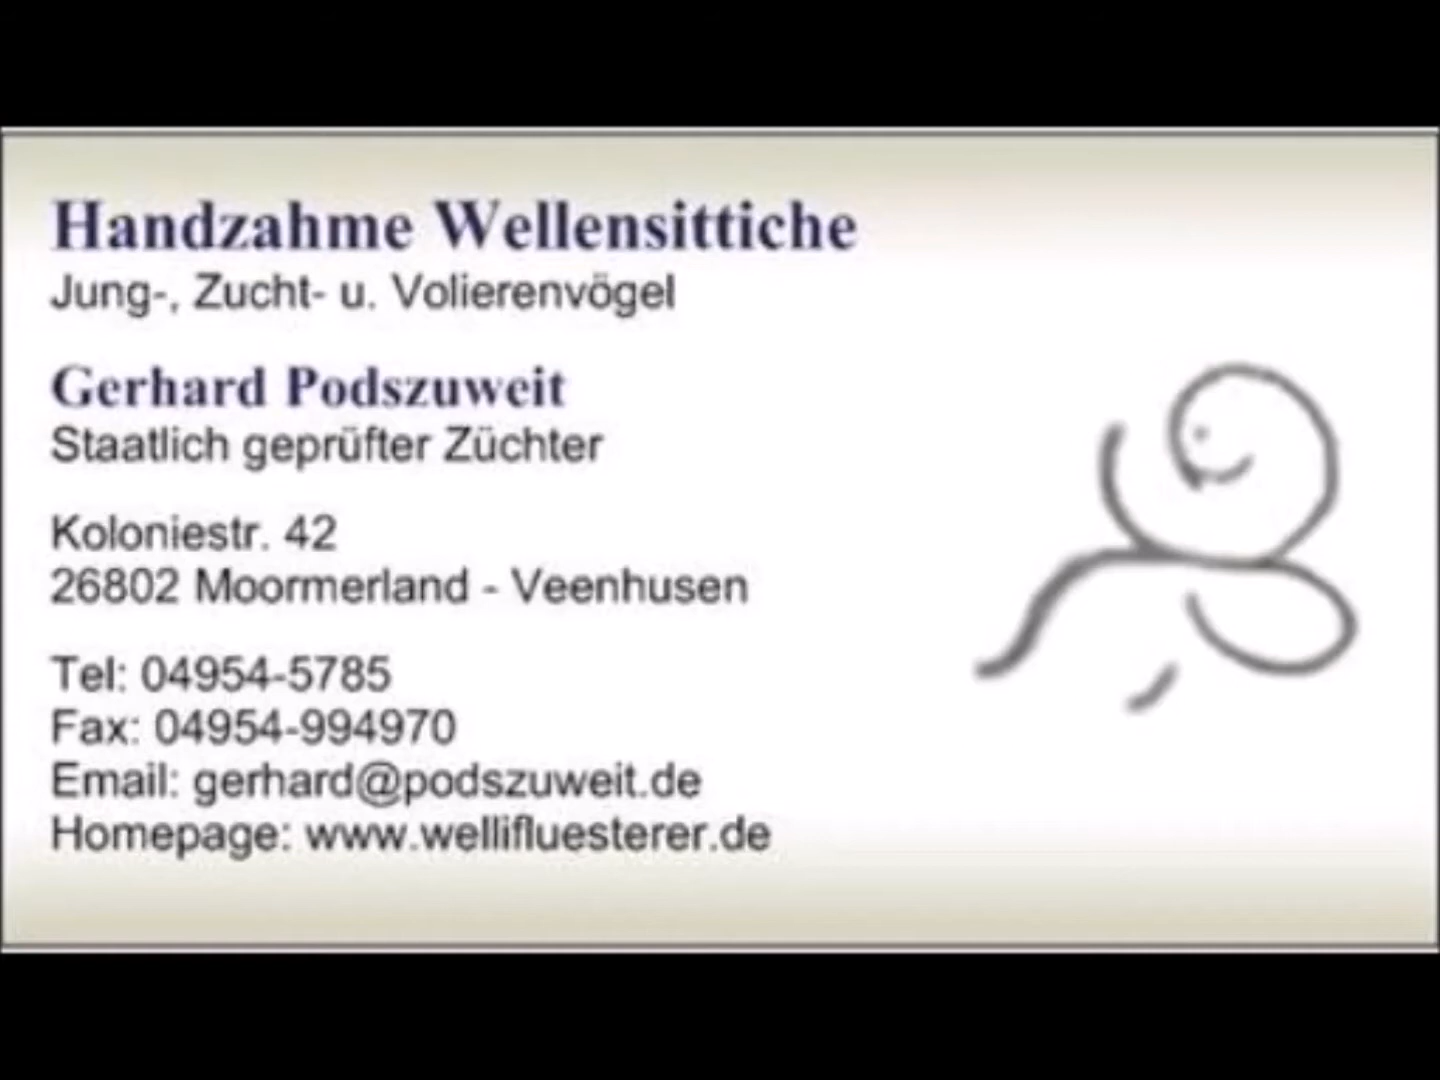 Handzahme Wellensittiche
Jung-, Zucht- u. Volierenvögel
Gerhard Podszuweit
Staatlich geprüfter Züchter
Koloniestr. 42
26802 Moormerland - Veenhusen
Tel: 04954-5785
Fax: 04954-994970
Email: gerhard@podszuweit.de
Homepage: www.wellifluesterer.de